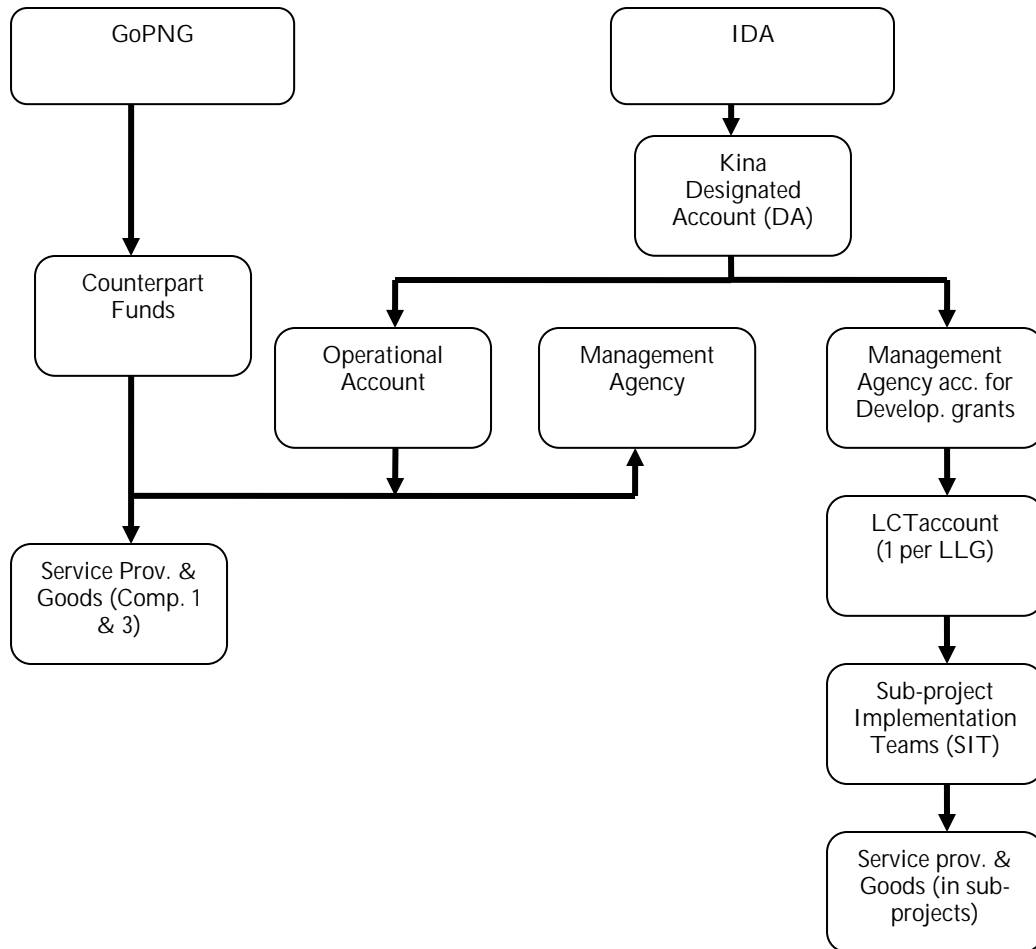 GoPNG
IDA
Kina
Designated
Account (DA)
Counterpart
Funds
Operational
Account
Management
Agency
Management
Agency acc. for
Develop. grants
LCTaccount
(1 per LLG)
Service Prov. &
Goods (Comp. 1
& 3)
Sub-project
Implementation
Teams (SIT)
Service prov. &
Goods (in sub-
projects)